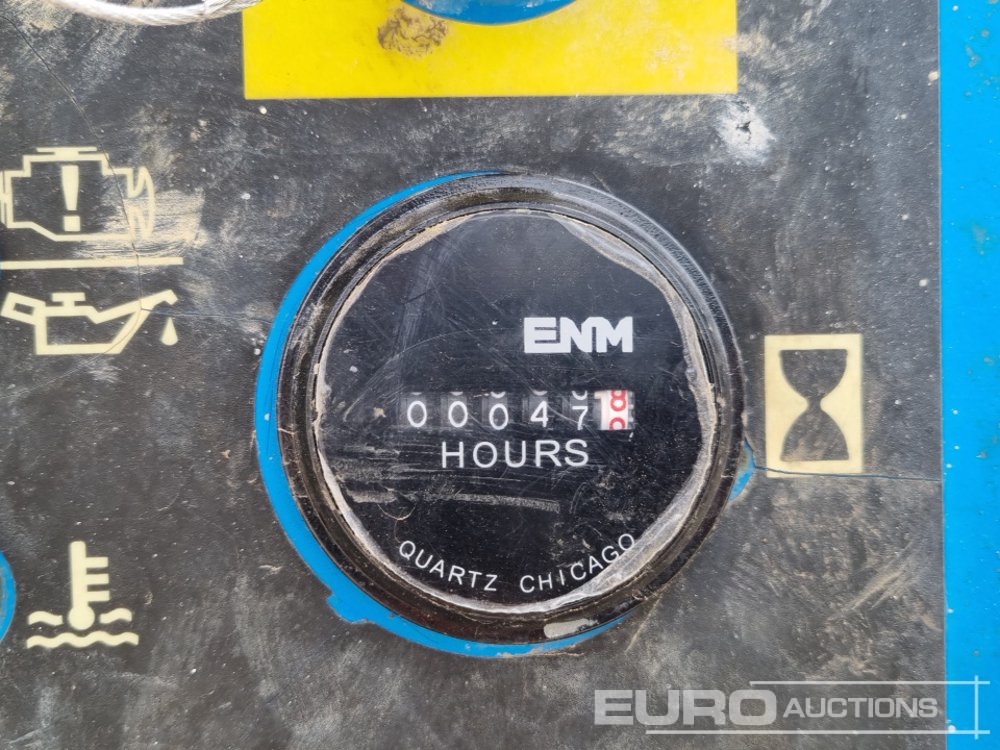 ENM
00047
HOURS
QUARTZ CHICAGO
EURO AUCTIONS